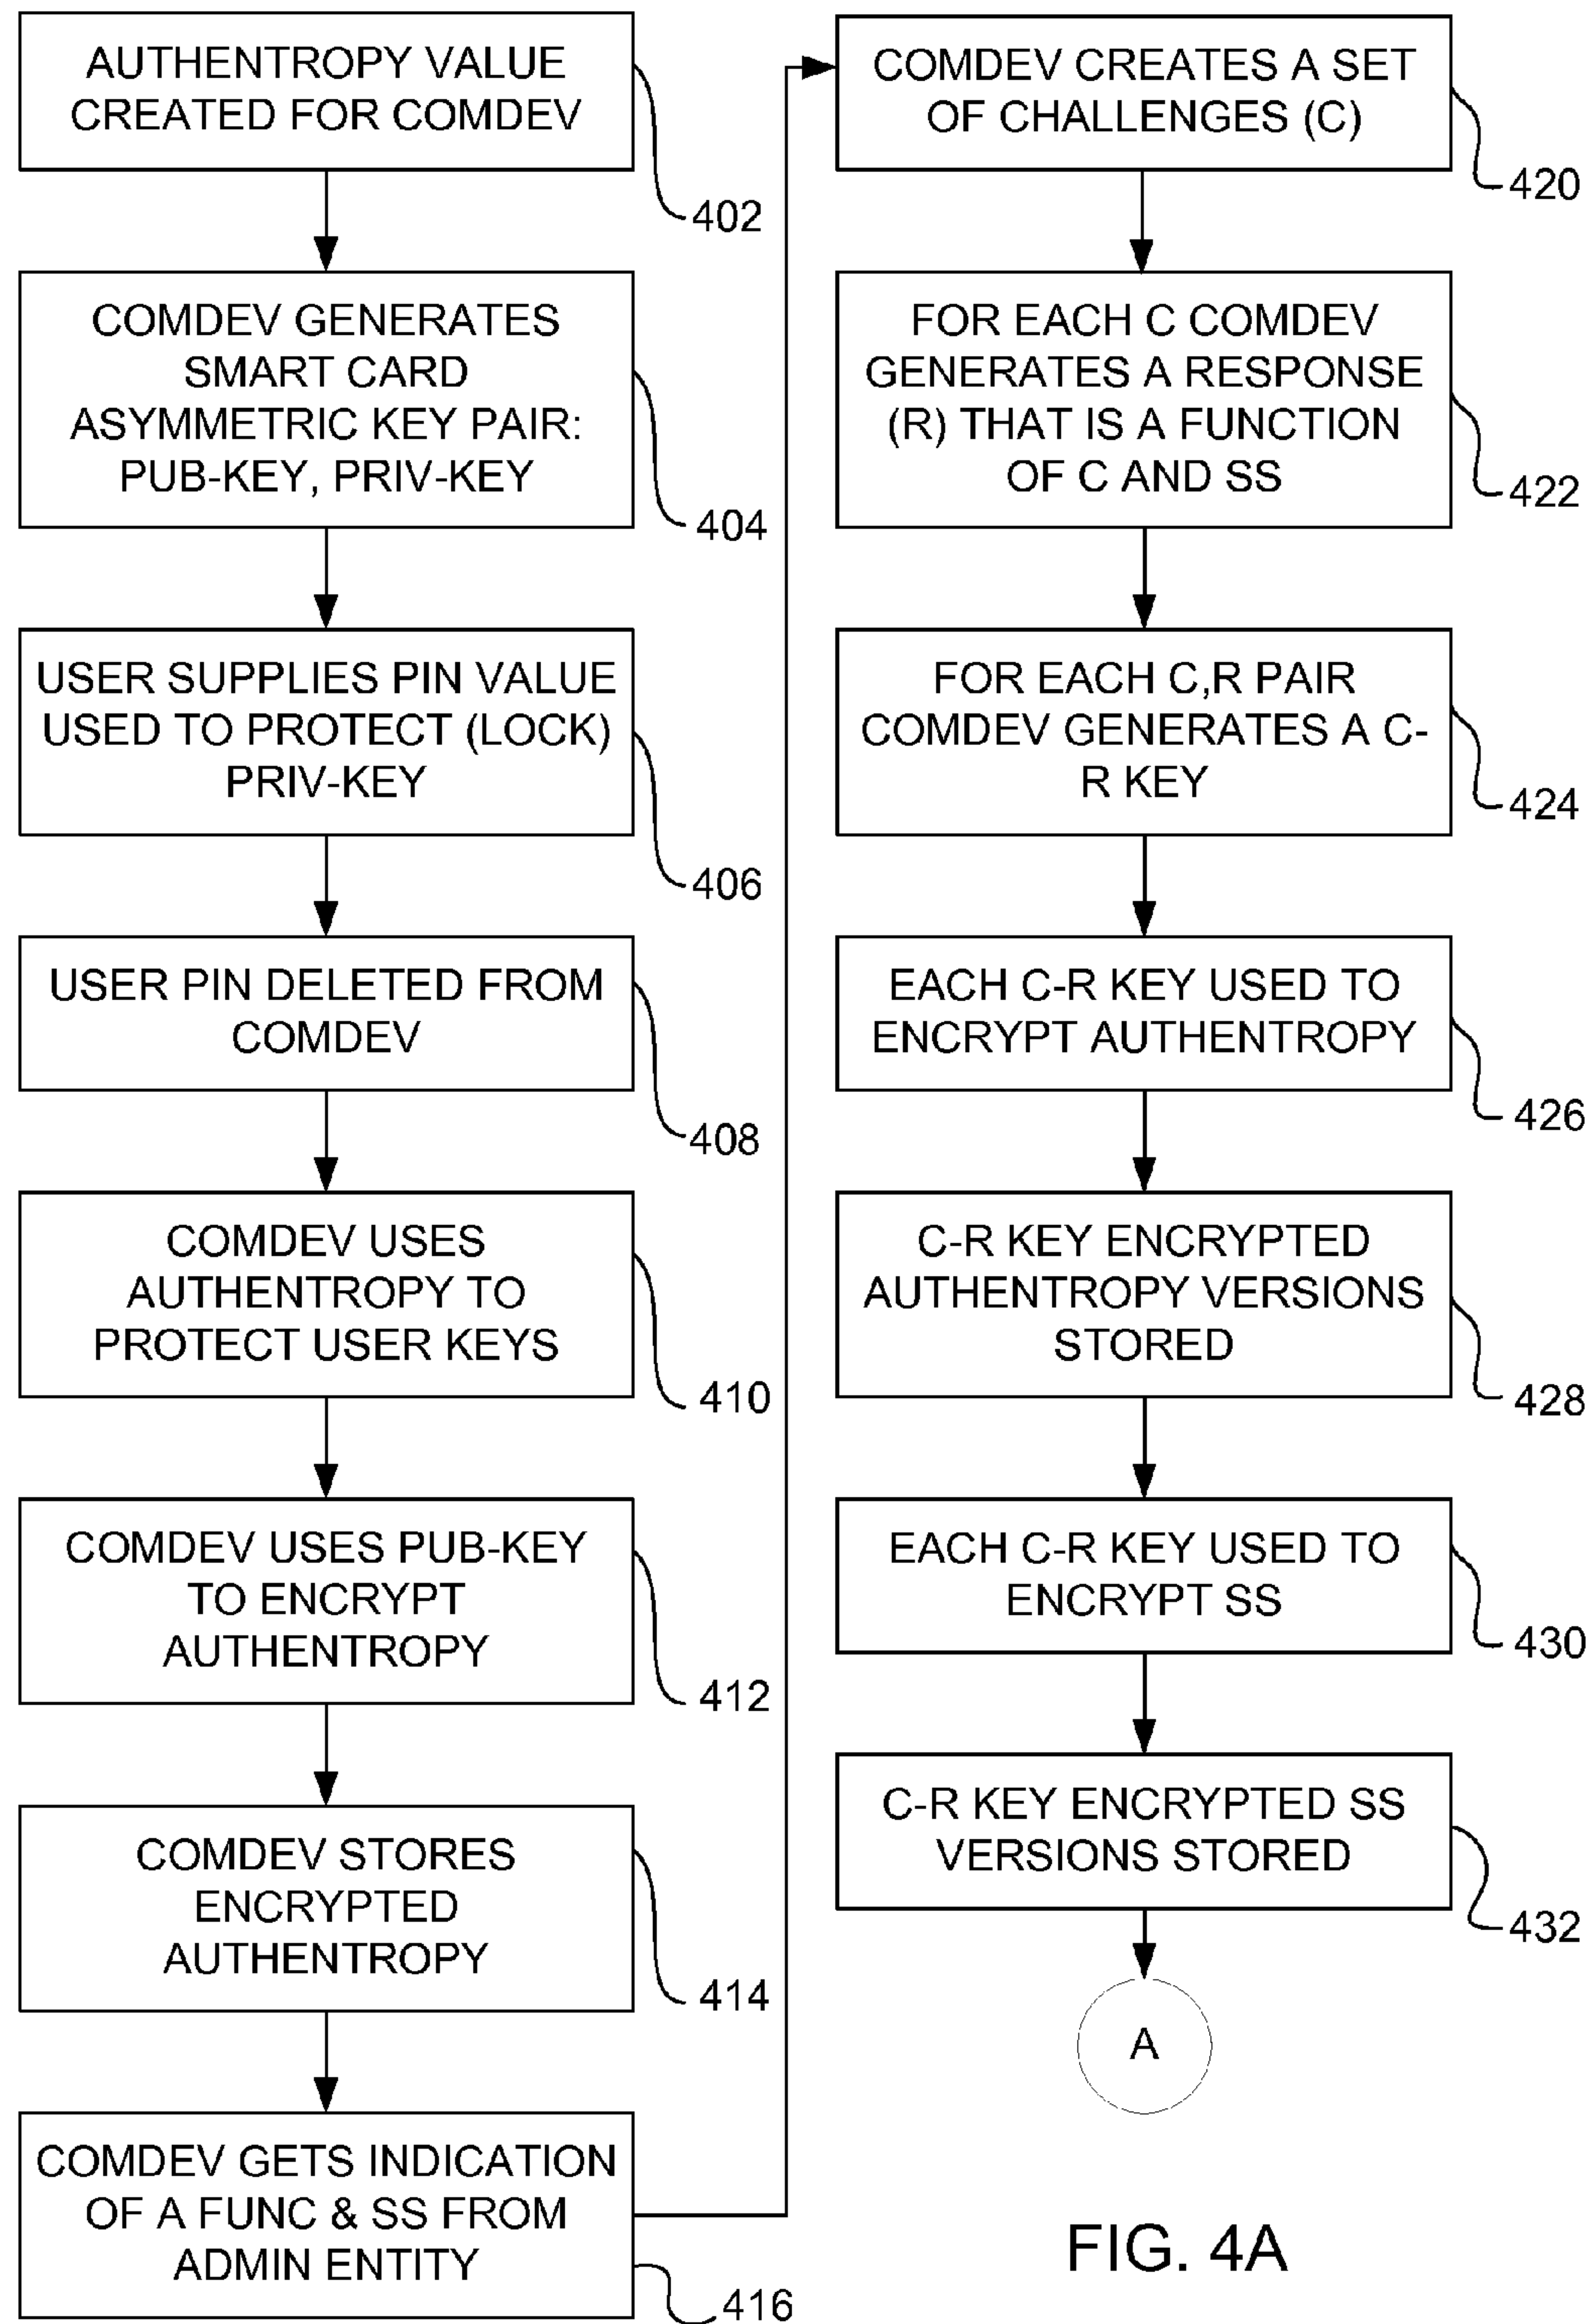 AUTHENTROPY VALUE
CREATED FOR COMDEV
402
COMDEV GENERATES
SMART CARD
ASYMMETRIC KEY PAIR:
PUB-KEY, PRIV-KEY
404
USER SUPPLIES PIN VALUE
USED TO PROTECT (LOCK)
PRIV-KEY
406
USER PIN DELETED FROM
COMDEV
408
COMDEV USES
AUTHENTROPY TO
PROTECT USER KEYS
410
COMDEV USES PUB-KEY
TO ENCRYPT
AUTHENTROPY
412
COMDEV STORES
ENCRYPTED
AUTHENTROPY
414
COMDEV GETS INDICATION
OF A FUNC & SS FROM
ADMIN ENTITY
416
COMDEV CREATES A SET
OF CHALLENGES (C)
420
FOR EACH C COMDEV
GENERATES A RESPONSE
(R) THAT IS A FUNCTION
OF C AND SS
422
FOR EACH C,R PAIR
COMDEV GENERATES A C-
R KEY
424
EACH C-R KEY USED TO
ENCRYPT AUTHENTROPY
426
C-R KEY ENCRYPTED
AUTHENTROPY VERSIONS
STORED
428
EACH C-R KEY USED TO
ENCRYPT SS
430
C-R KEY ENCRYPTED SS
VERSIONS STORED
432
A
FIG. 4A